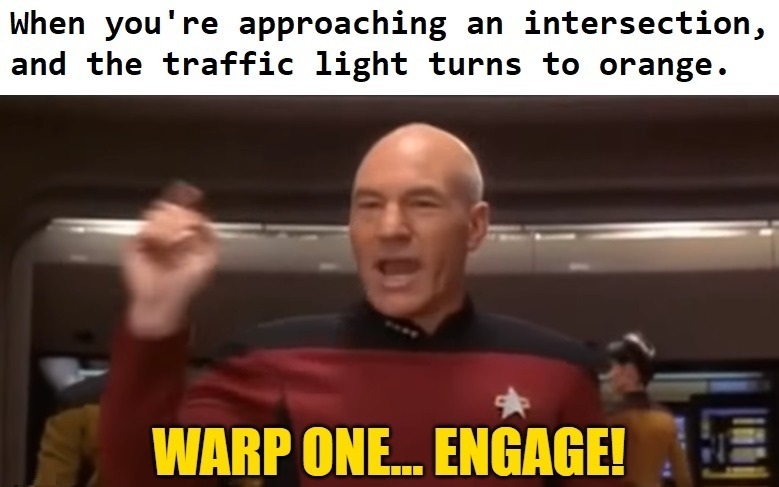 When you're approaching an intersection,
and the traffic light turns to orange.
WARP ONE... ENGAGE!